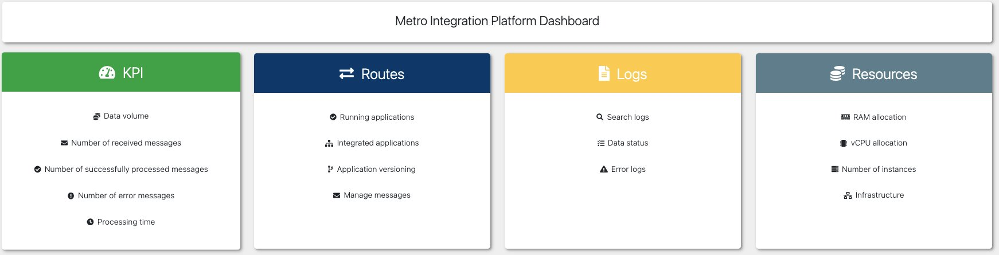 Metro Integration Platform Dashboard
KPI
Data volume
Number of received messages
Number of successfully processed messages
Number of error messages
Processing time
Routes
Running applications
Integrated applications
Application versioning
Manage messages
Logs
Search logs
Data status
Error logs
Resources
RAM allocation
vCPU allocation
Number of instances
Infrastructure